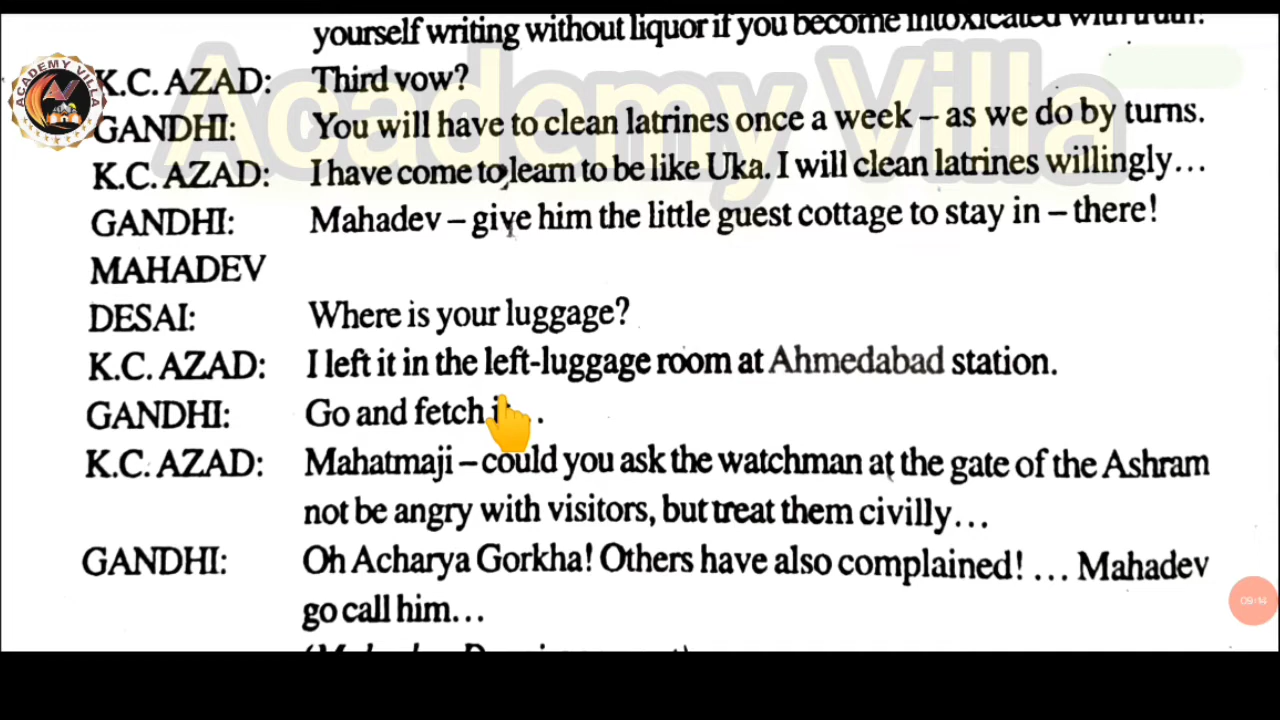 yourself writing without liquor if you become intoxicated with truth.
K.C. AZAD: Third vow?
GANDHI: You will have to clean latrines once a week – as we do by turns.
K.C. AZAD: I have come to learn to be like Uka. I will clean latrines willingly...
GANDHI: Mahadev – give him the little guest cottage to stay in – there!
MAHADEV
DESAI: Where is your luggage?
K.C. AZAD: I left it in the left-luggage room at Ahmedabad station.
GANDHI: Go and fetch
K.C. AZAD: Mahatmaji – could you ask the watchman at the gate of the Ashram
not be angry with visitors, but treat them civilly...
GANDHI: Oh Acharya Gorkha! Others have also complained! ... Mahadev
go call him...
Academy Villa
ACADEMY VILLA
AV